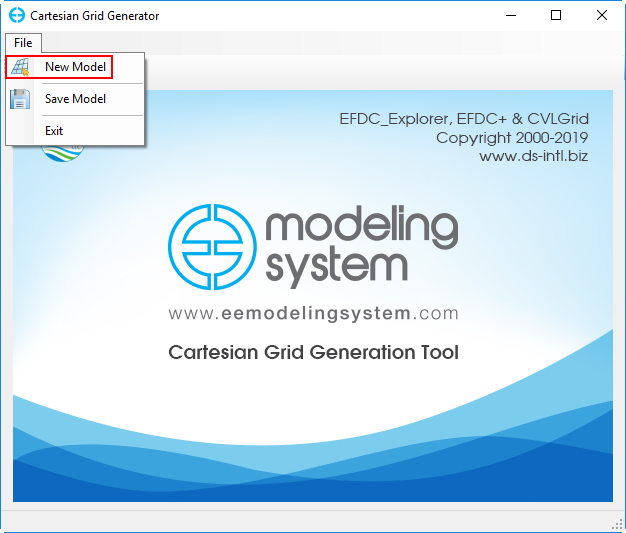 Cartesian Grid Generator
File
New Model
Save Model
Exit
EFDC_Explorer, EFDC+ & CVLGrid
Copyright 2000-2019
www.ds-intl.biz
modeling
system
www.eemodelingsystem.com
Cartesian Grid Generation Tool